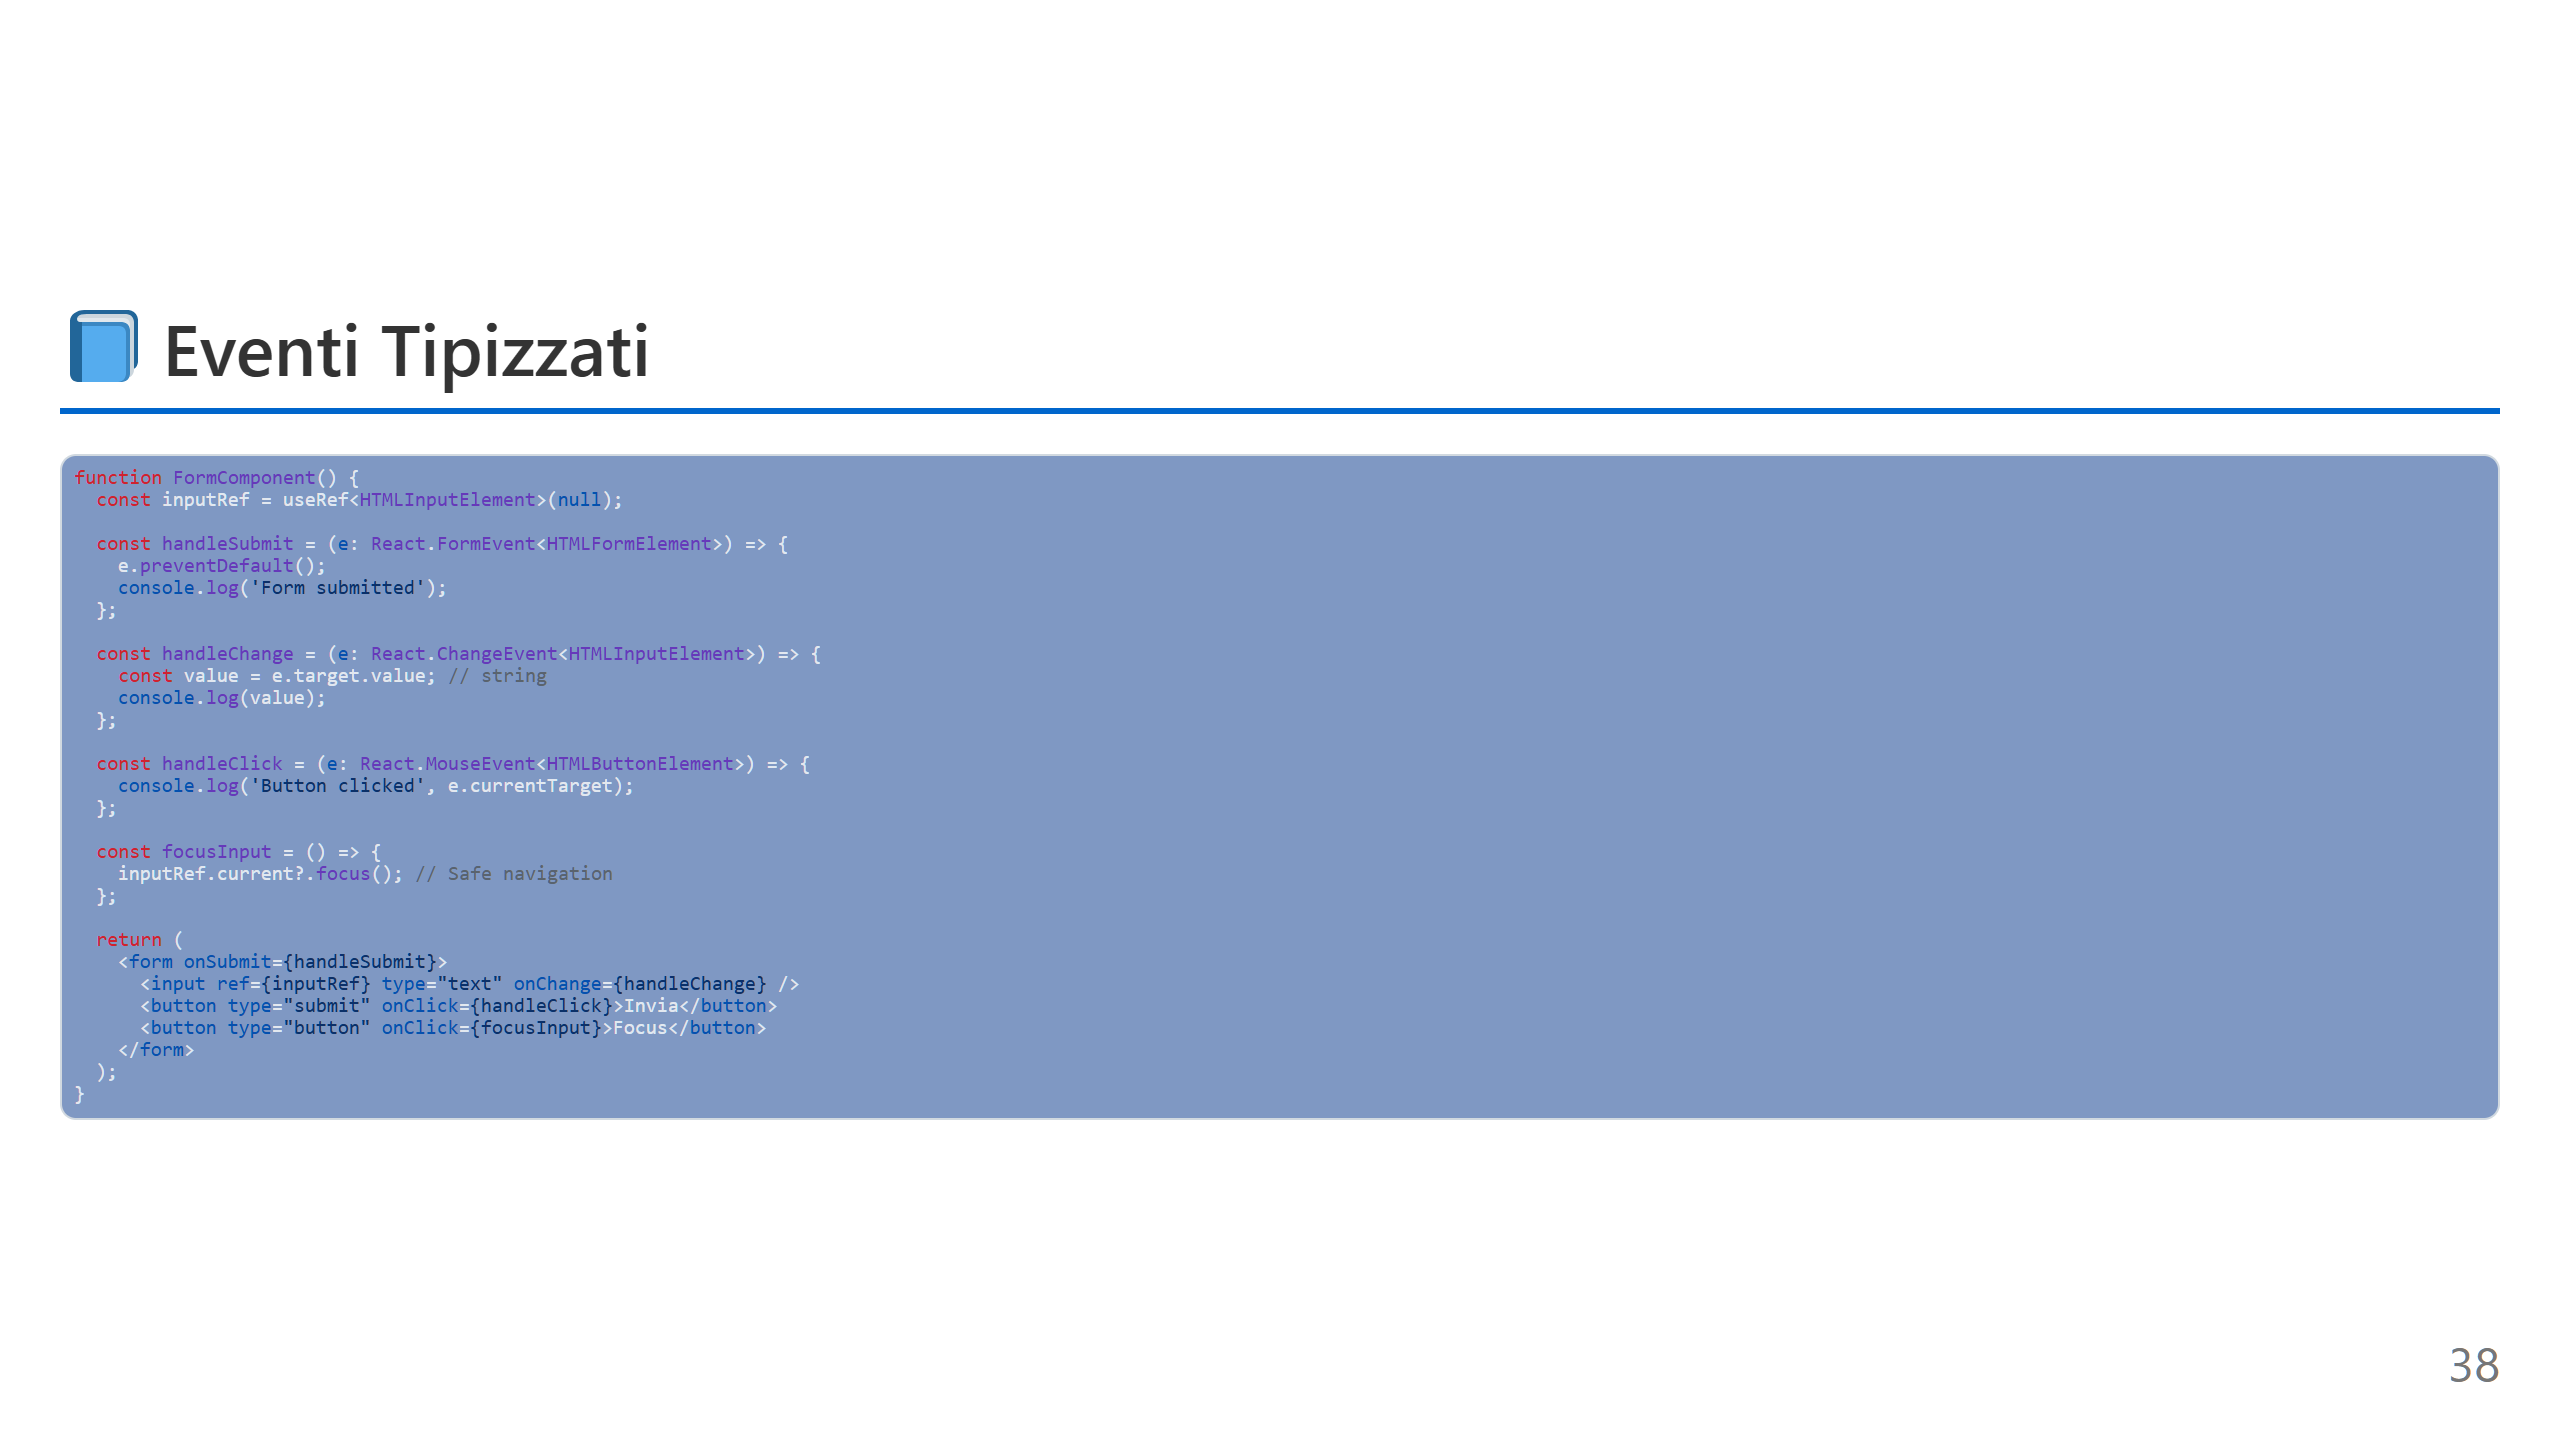 Eventi Tipizzati
function FormComponent() {
  const inputRef = useRef<HTMLInputElement>(null);

  const handleSubmit = (e: React.FormEvent<HTMLFormElement>) => {
    e.preventDefault();
    console.log('Form submitted');
  };

  const handleChange = (e: React.ChangeEvent<HTMLInputElement>) => {
    const value = e.target.value; // string
    console.log(value);
  };

  const handleClick = (e: React.MouseEvent<HTMLButtonElement>) => {
    console.log('Button clicked', e.currentTarget);
  };

  const focusInput = () => {
    inputRef.current?.focus(); // Safe navigation
  };

  return (
    <form onSubmit={handleSubmit}>
      <input ref={inputRef} type="text" onChange={handleChange} />
      <button type="submit" onClick={handleClick}>Invia</button>
      <button type="button" onClick={focusInput}>Focus</button>
    </form>
  );
}
38